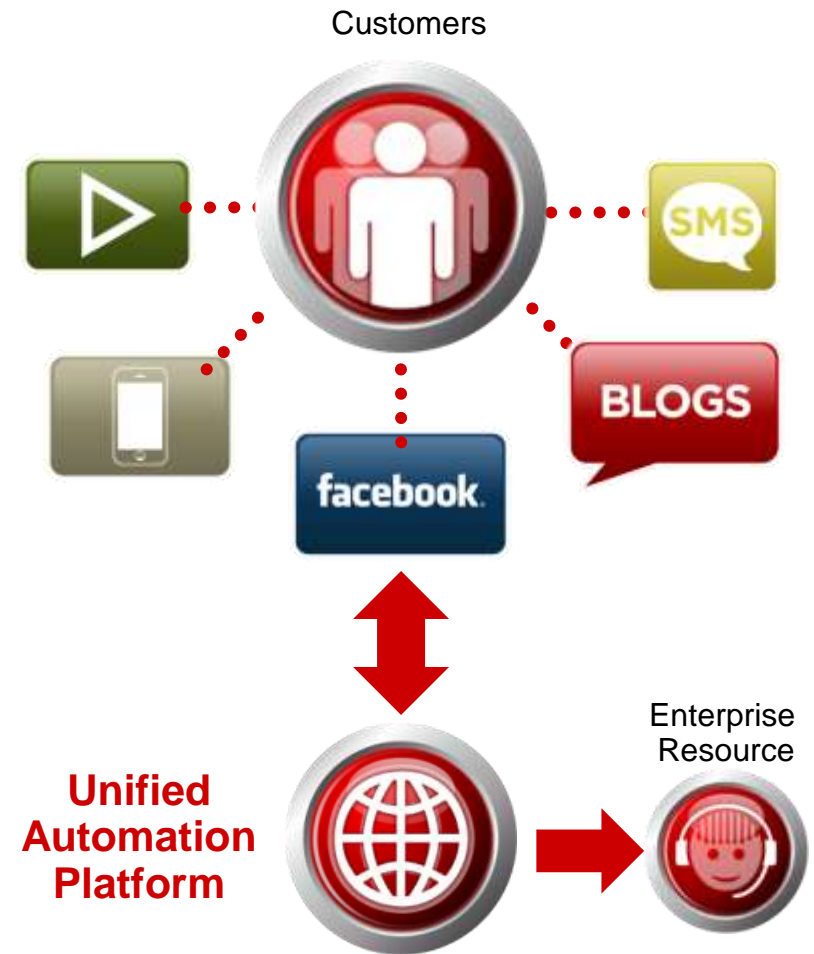 Customers
SMS
BLOGS
facebook.
Enterprise
Resource
Unified
Automation
Platform